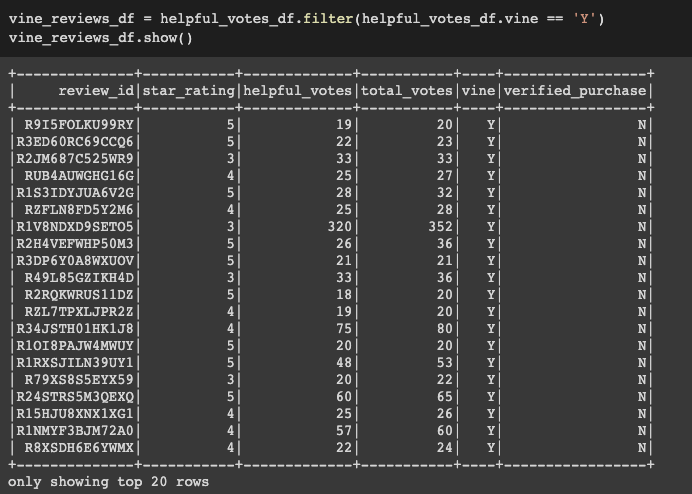 vine_reviews_df = helpful_votes_df.filter(helpful_votes_df.vine == 'Y')
vine_reviews_df.show()
+--------------+-----------+-------------+-----------+----+-----------------+
|     review_id|star_rating|helpful_votes|total_votes|vine|verified_purchase|
+--------------+-----------+-------------+-----------+----+-----------------+
| R9I5FOLKU99RY|          5|           19|         20|   Y|                N|
|R3ED60RC69CCQ6|          5|           22|         23|   Y|                N|
|R2JM687C525WR9|          3|           33|         33|   Y|                N|
| RUB4AUWGHG16G|          4|           25|         27|   Y|                N|
|R1S3IDYJUA6V2G|          5|           28|         32|   Y|                N|
| RZFLN8FD5Y2M6|          4|           25|         28|   Y|                N|
|R1V8NDXD9SETO5|          3|          320|        352|   Y|                N|
|R2H4VEFWHP50M3|          5|           26|         36|   Y|                N|
|R3DP6Y0A8WXUOV|          5|           21|         21|   Y|                N|
| R49L85GZIKH4D|          3|           33|         36|   Y|                N|
|R2RQKWRUS11DZ|          5|           18|         20|   Y|                N|
| RZL7TPXLJPR2Z|          4|           19|         20|   Y|                N|
|R34JSTH01HK1J8|          4|           75|         80|   Y|                N|
|R1OI8PAJW4MWUY|          5|           20|         20|   Y|                N|
|R1RXSJILN39UY1|          5|           48|         53|   Y|                N|
| R79XS8S5EYX59|          3|           20|         22|   Y|                N|
|R24STRS5M3QEXQ|          5|           60|         65|   Y|                N|
|R15HJU8XNX1XG1|          4|           25|         26|   Y|                N|
|R1NMYF3BJM72A0|          4|           57|         60|   Y|                N|
| R8XSDH6E6YWMX|          4|           22|         24|   Y|                N|
+--------------+-----------+-------------+-----------+----+-----------------+
only showing top 20 rows